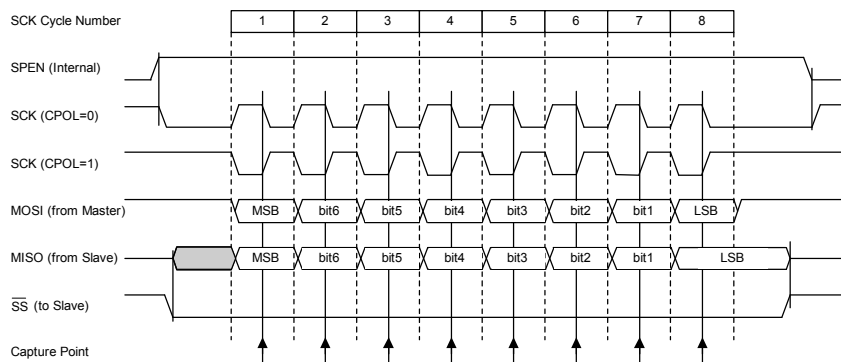 SCK Cycle Number 1 2 3 4 5 6 7 8
SPEN (Internal)
SCK (CPOL=0)
SCK (CPOL=1)
MOSI (from Master) MSB bit6 bit5 bit4 bit3 bit2 bit1 LSB
MISO (from Slave) MSB bit6 bit5 bit4 bit3 bit2 bit1 LSB
SS (to Slave)
Capture Point